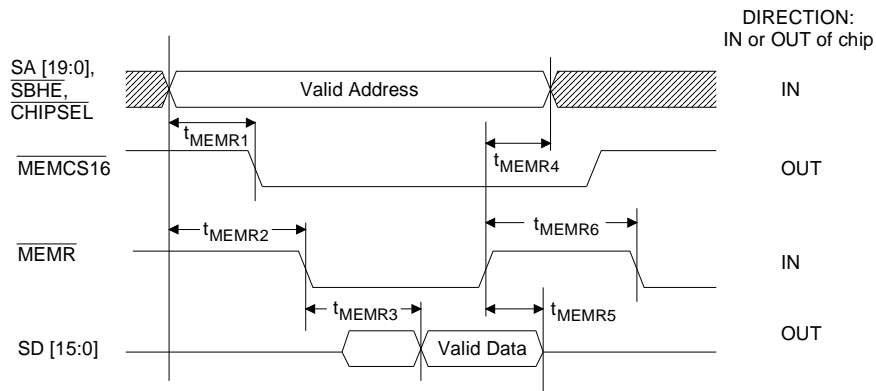 DIRECTION:
IN or OUT of chip
SA [19:0],
SBHE,
CHIPSEL
Valid Address
IN
tMEMR1
tMEMR4
MEMCS16
OUT
tMEMR2
tMEMR6
MEMR
IN
tMEMR3
tMEMR5
OUT
SD [15:0]
Valid Data